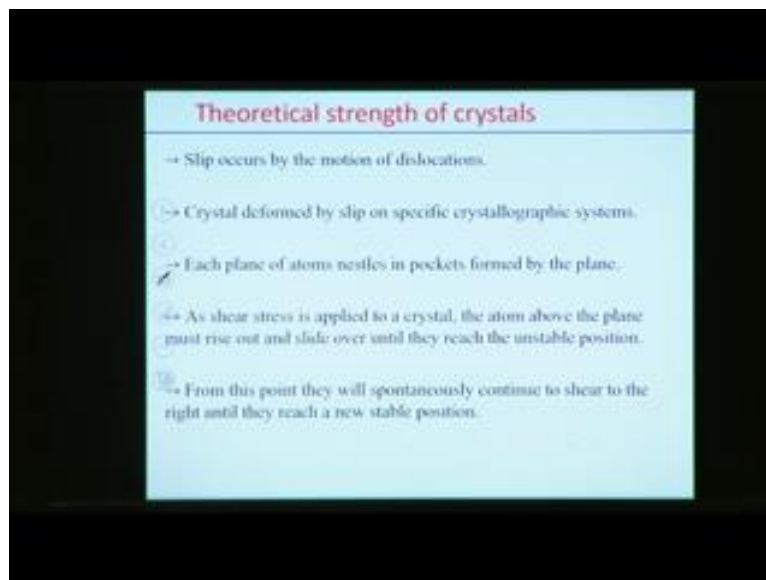 Theoretical strength of crystals
→ Slip occurs by the motion of dislocations.
→ Crystal deformed by slip on specific crystallographic systems.
→ Each plane of atoms nestles in pockets formed by the plane.
→ As shear stress is applied to a crystal, the atom above the plane
must rise out and slide over until they reach the unstable position.
→ From this point they will spontaneously continue to shear to the
right until they reach a new stable position.